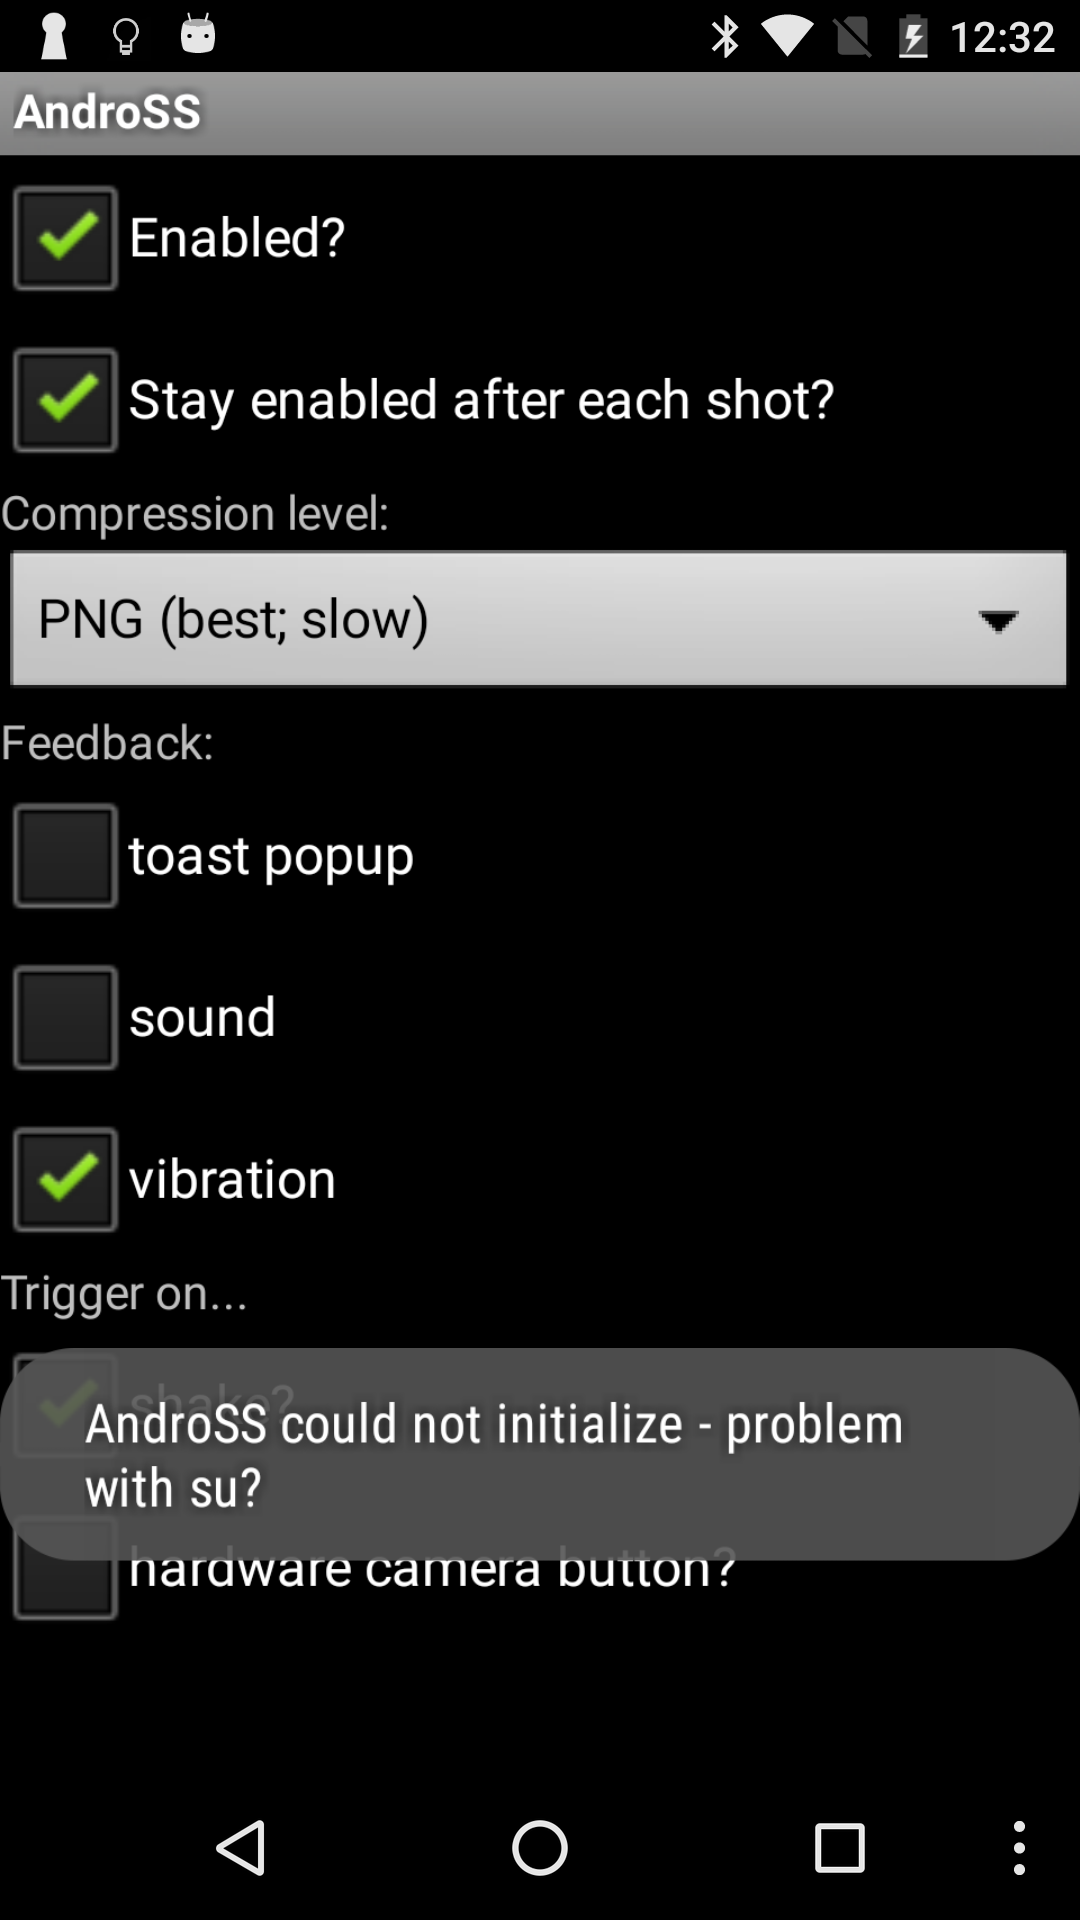 12:32
AndroSS
Enabled?
Stay enabled after each shot?
Compression level:
PNG (best; slow)
Feedback:
toast popup
sound
vibration
Trigger on...
shake?
AndroSS could not initialize - problem
with su?
hardware camera button?